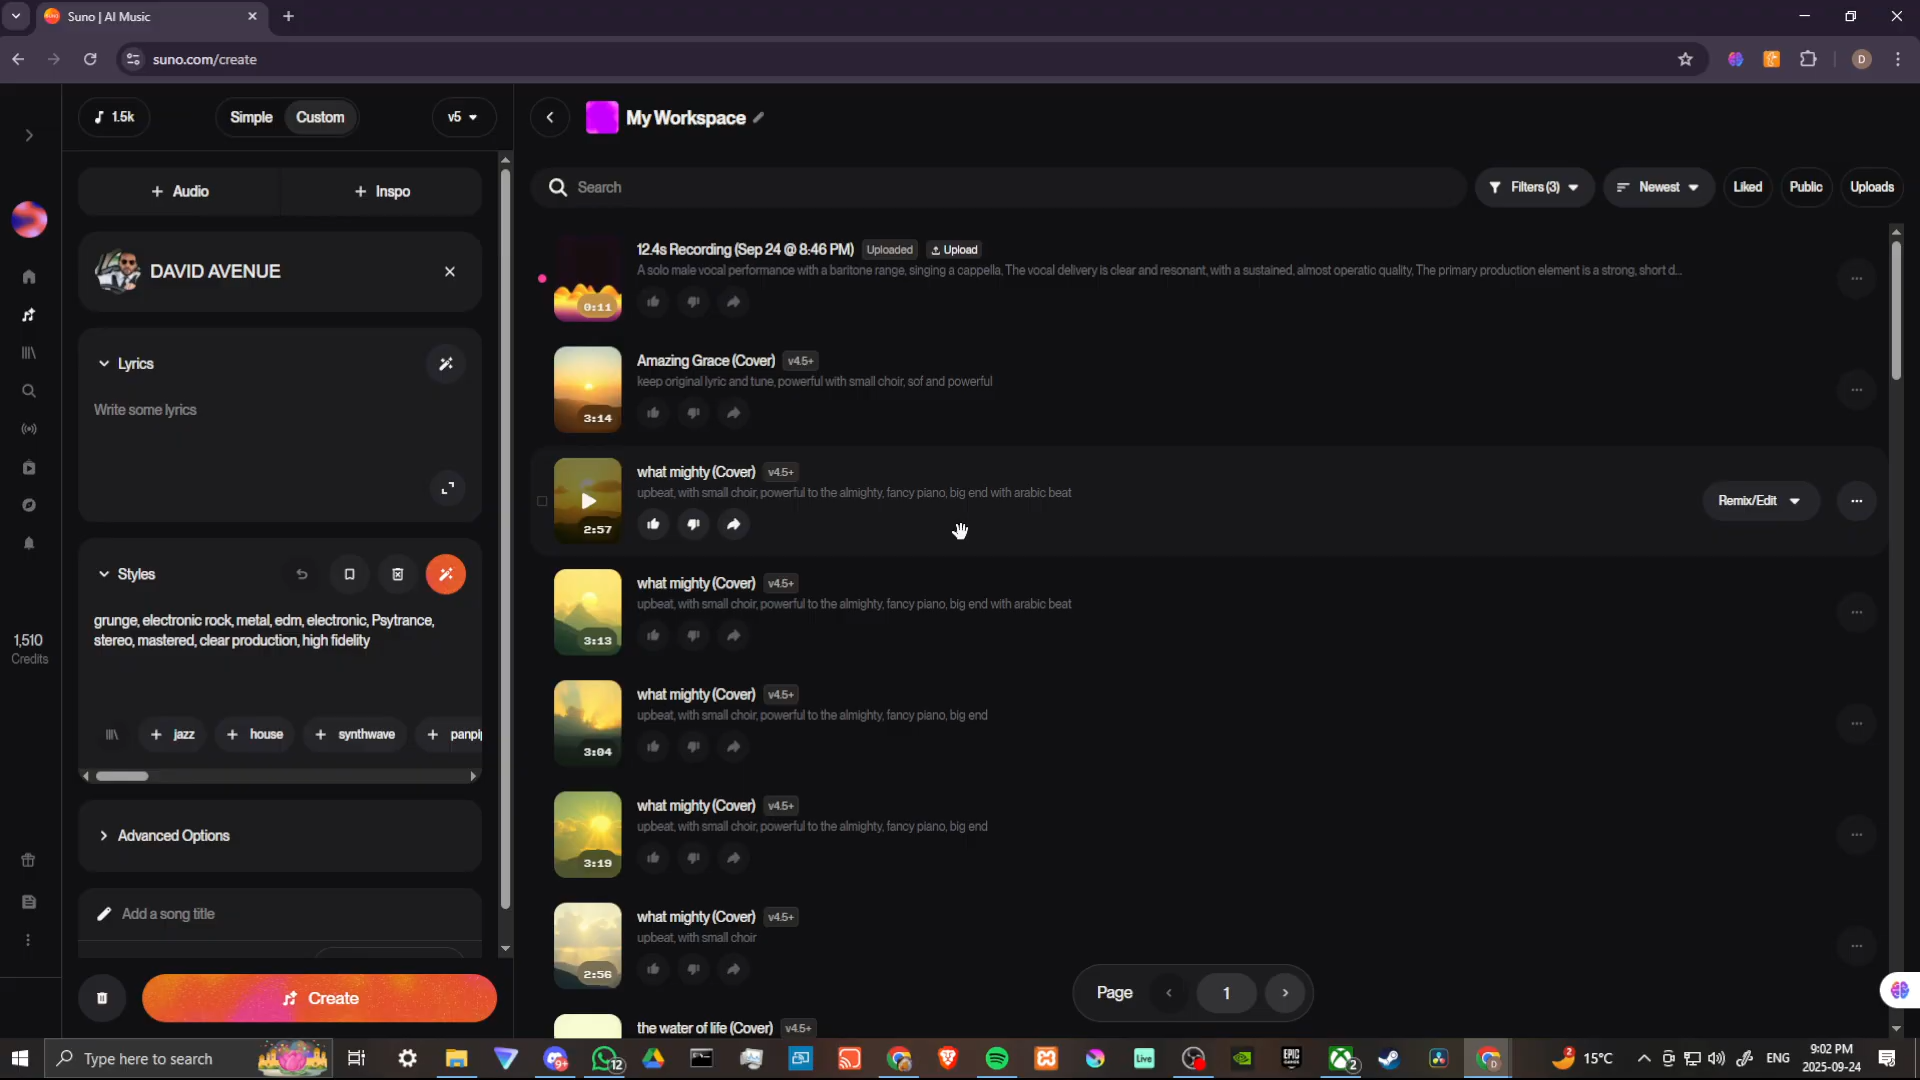 Suno | AI Music
suno.com/create
D
1.5k
Simple
Custom
v5
My Workspace
Audio
Inspo
Search
Filters (3)
Newest
Liked
Public
Uploads
DAVID AVENUE
12.4s Recording (Sep 24 @ 8:46 PM)
Uploaded
Upload
A solo male vocal performance with a baritone range, singing a cappella, The vocal delivery is clear and resonant, with a sustained, almost operatic quality, The primary production element is a strong, short d...
0:11
Lyrics
Write some lyrics
Amazing Grace (Cover)
v4.5+
keep original lyric and tune, powerful with small choir, sof and powerful
3:14
what mighty (Cover)
v4.5+
upbeat, with small choir, powerful to the almighty, fancy piano, big end with arabic beat
2:57
Remix/Edit
Styles
grunge, electronic rock, metal, edm, electronic, Psytrance,
stereo, mastered, clear production, high fidelity
jazz
house
synthwave
panpip
what mighty (Cover)
v4.5+
upbeat, with small choir, powerful to the almighty, fancy piano, big end with arabic beat
3:13
1,510
Credits
what mighty (Cover)
v4.5+
upbeat, with small choir, powerful to the almighty, fancy piano, big end
3:04
Advanced Options
what mighty (Cover)
v4.5+
upbeat, with small choir, powerful to the almighty, fancy piano, big end
3:19
Add a song title
what mighty (Cover)
v4.5+
upbeat, with small choir
2:56
Create
Page
1
the water of life (Cover)
v4.5+
Type here to search
12
Live
EPIC
GAMES
2
D
2
15°C
ENG
9:02 PM
2025-09-24